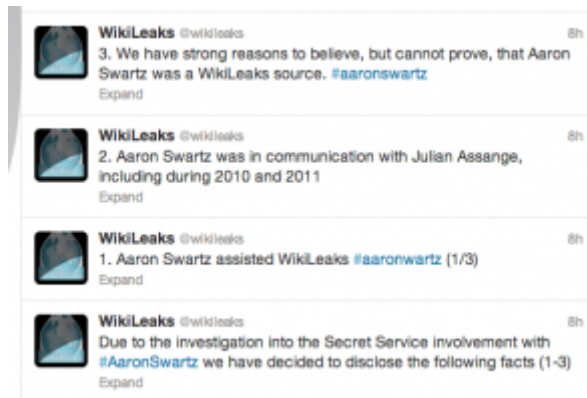 WikiLeaks @wikileaks 8h
3. We have strong reasons to believe, but cannot prove, that Aaron
Swartz was a WikiLeaks source. #aaronswartz
Expand
WikiLeaks @wikileaks 8h
2. Aaron Swartz was in communication with Julian Assange,
including during 2010 and 2011
Expand
WikiLeaks @wikileaks 8h
1. Aaron Swartz assisted WikiLeaks #aaronwartz (1/3)
Expand
WikiLeaks @wikileaks 8h
Due to the investigation into the Secret Service involvement with
#AaronSwartz we have decided to disclose the following facts (1-3)
Expand